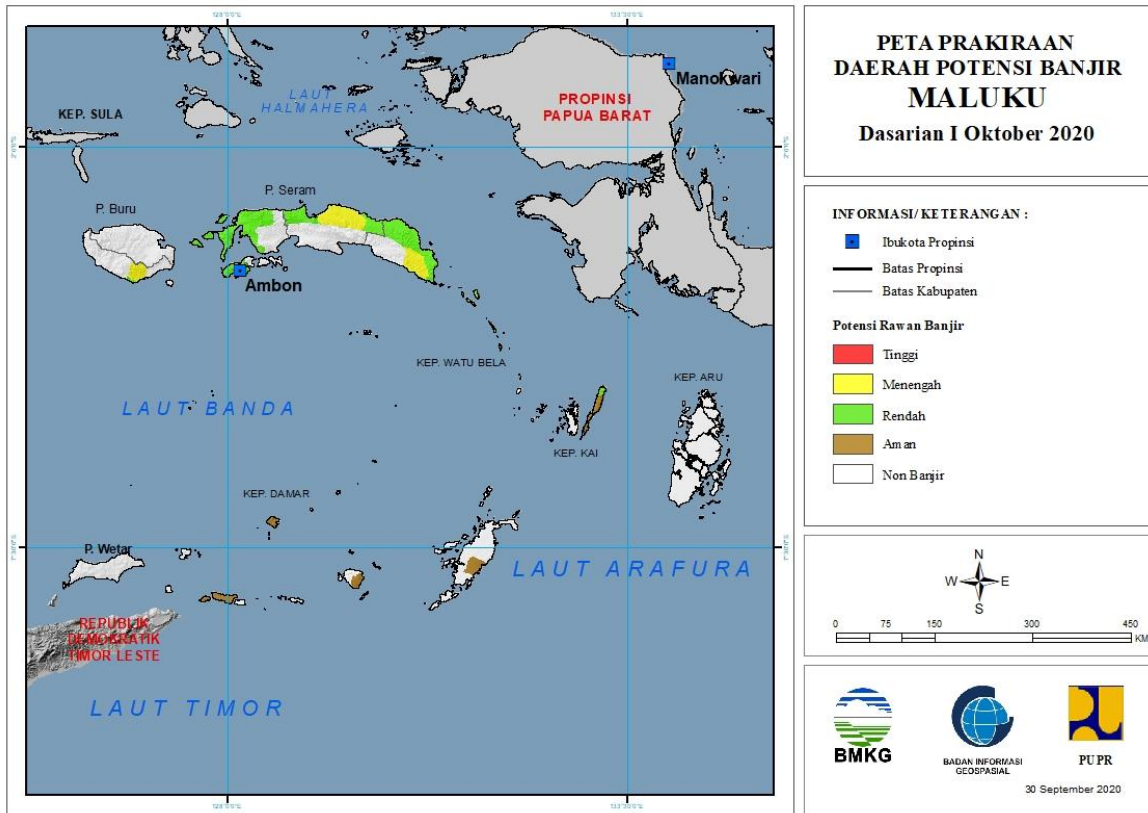 PETA PRAKIRAAN
DAERAH POTENSI BANJIR
MALUKU
Dasarian I Oktober 2020
INFORMASI/ KETERANGAN :
Ibukota Propinsi
Batas Propinsi
Batas Kabupaten
Potensi Rawan Banjir
Tinggi
Menengah
Rendah
Aman
Non Banjir
N
W E
S
0 75 150 300 450
KM
BMKG
BADAN INFORMASI
GEOSPASIAL
PUPR
30 September 2020
Manokwari
LAUT
HALMAHERA
PROPINSI
PAPUA BARAT
KEP. SULA
P. Seram
P. Buru
Ambon
KEP. WATU BELA
KEP. ARU
LAUT BANDA
KEP. KAI
KEP. DAMAR
P. Wetar
LAUT ARAFURA
REPUBLIK
DEMOKRATIK
TIMOR LESTE
LAUT TIMOR